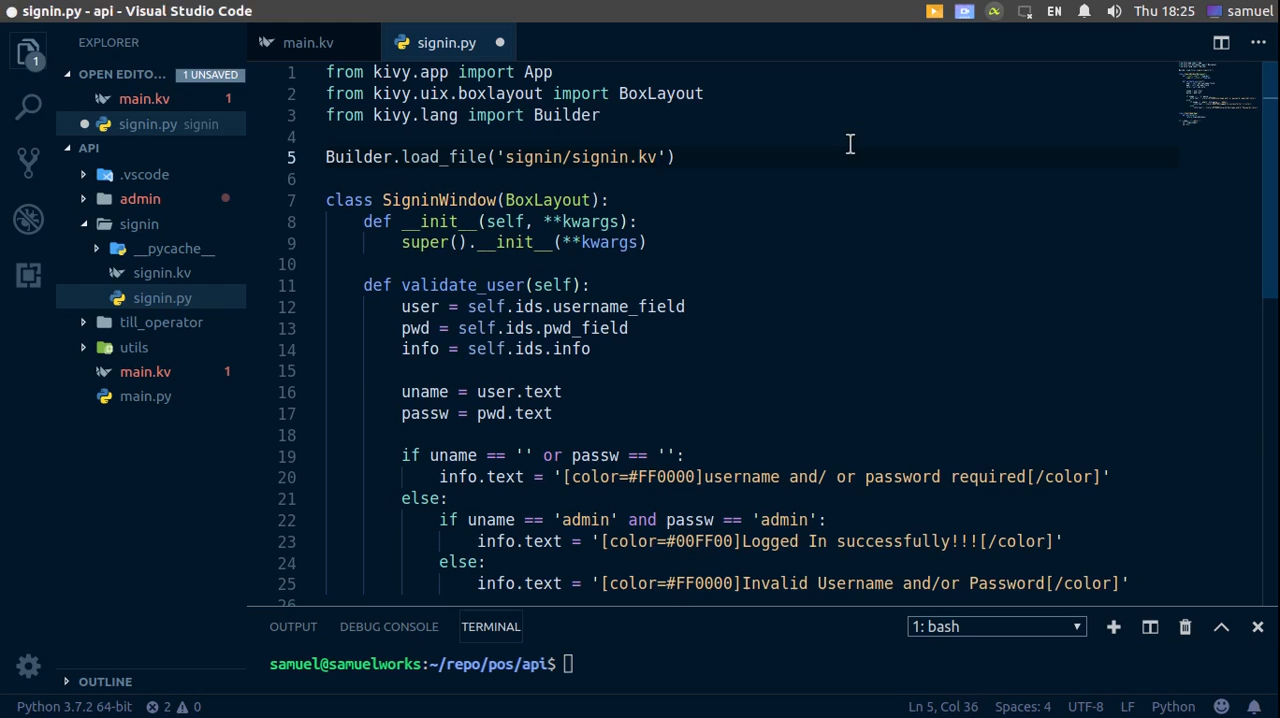 signin.py - api - Visual Studio Code
EN
Thu 18:25
samuel
1
EXPLORER
OPEN EDITO... 1 UNSAVED
main.kv 1
signin.py signin
API
.vscode
admin
signin
__pycache__
signin.kv
signin.py
till_operator
utils
main.kv 1
main.py
OUTLINE
main.kv
signin.py
1 from kivy.app import App
2 from kivy.uix.boxlayout import BoxLayout
3 from kivy.lang import Builder
4
5 Builder.load_file('signin/signin.kv')
6
7 class SigninWindow(BoxLayout):
8     def __init__(self, **kwargs):
9         super().__init__(**kwargs)
10
11     def validate_user(self):
12         user = self.ids.username_field
13         pwd = self.ids.pwd_field
14         info = self.ids.info
15
16         uname = user.text
17         passw = pwd.text
18
19         if uname == '' or passw == '':
20             info.text = '[color=#FF0000]username and/ or password required[/color]'
21         else:
22             if uname == 'admin' and passw == 'admin':
23                 info.text = '[color=#00FF00]Logged In successfully!!![/color]'
24             else:
25                 info.text = '[color=#FF0000]Invalid Username and/or Password[/color]'
26
OUTPUT DEBUG CONSOLE TERMINAL
1: bash
samuel@samuelworks:~/repo/pos/api$
Python 3.7.2 64-bit 2 0
Ln 5, Col 36 Spaces: 4 UTF-8 LF Python